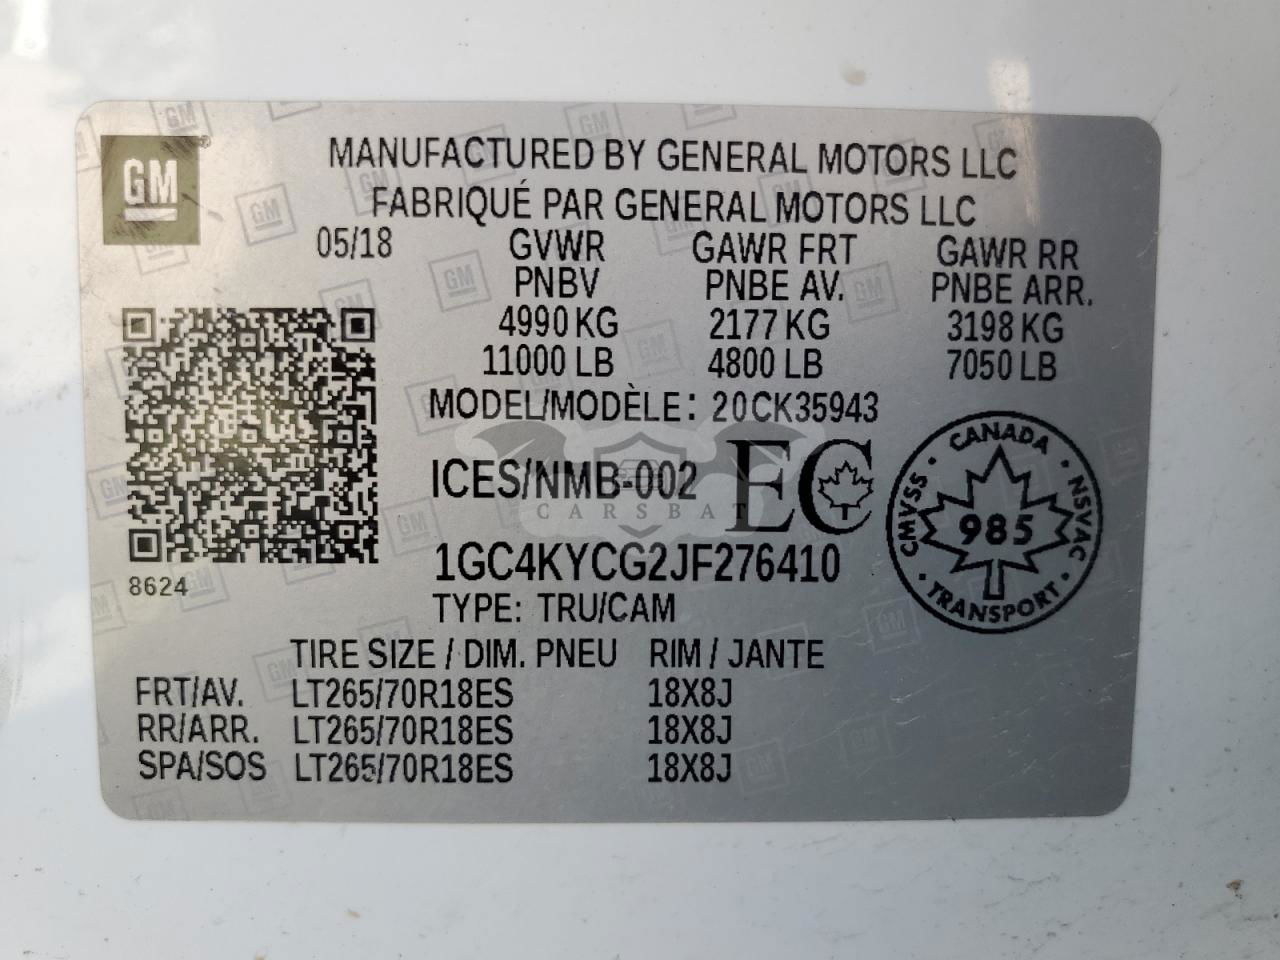 GM
MANUFACTURED BY GENERAL MOTORS LLC
FABRIQUÉ PAR GENERAL MOTORS LLC
05/18 GVWR GAWR FRT GAWR RR
PNBV PNBE AV. PNBE ARR.
4990 KG 2177 KG 3198 KG
11000 LB 4800 LB 7050 LB
MODEL/MODÈLE: 20CK35943
ICES/NMB-002 EC
CARSBAT
CANADA
CMVSS · NSVAC
985
TRANSPORT
1GC4KYCG2JF276410
8624
TYPE: TRU/CAM
TIRE SIZE / DIM. PNEU RIM / JANTE
FRT/AV. LT265/70R18ES 18X8J
RR/ARR. LT265/70R18ES 18X8J
SPA/SOS LT265/70R18ES 18X8J